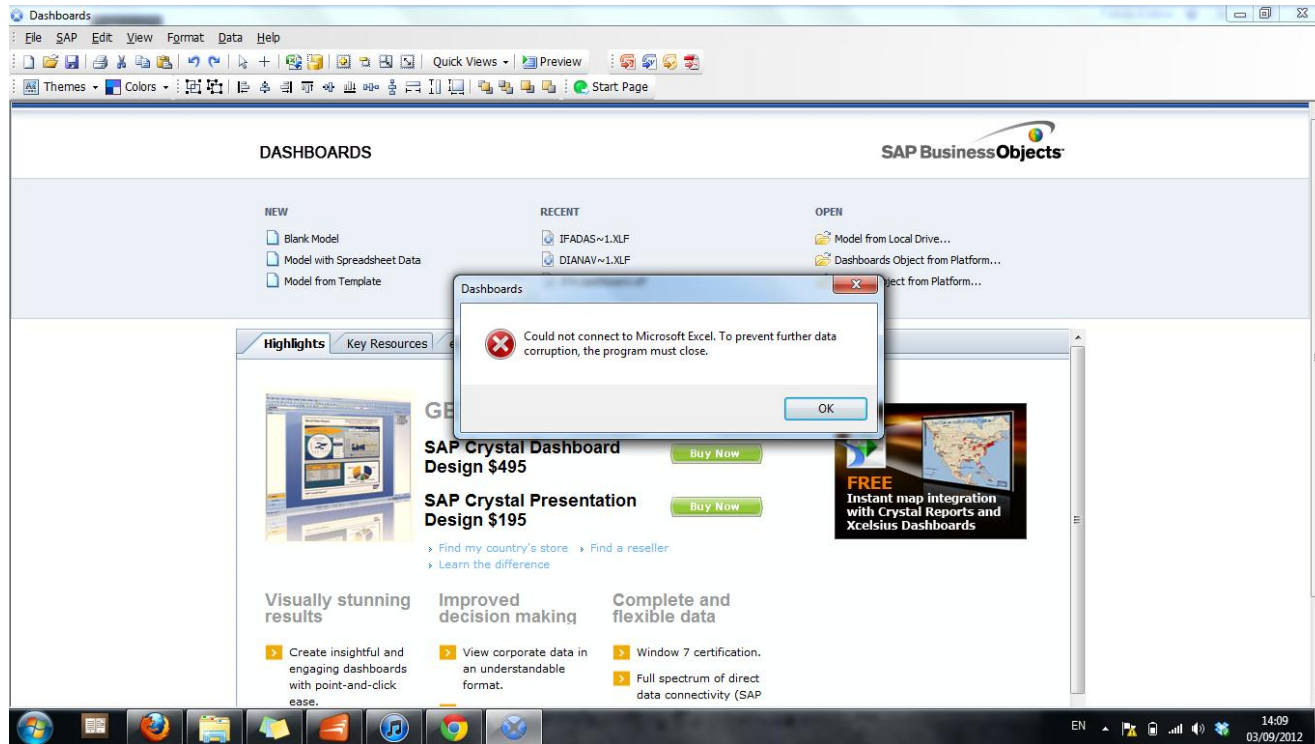 Dashboards
File SAP Edit View Format Data Help
Quick Views Preview
Themes Colors Start Page
DASHBOARDS
SAP BusinessObjects
NEW
Blank Model
Model with Spreadsheet Data
Model from Template
RECENT
IFADAS~1.XLF
DIANAV~1.XLF
OPEN
Model from Local Drive...
Dashboards Object from Platform...
ject from Platform...
Dashboards
Could not connect to Microsoft Excel. To prevent further data
corruption, the program must close.
OK
Highlights Key Resources
GE
SAP Crystal Dashboard
Design $495
Buy Now
SAP Crystal Presentation
Design $195
Buy Now
Find my country's store Find a reseller
Learn the difference
FREE
Instant map integration
with Crystal Reports and
Xcelsius Dashboards
Visually stunning
results
Create insightful and
engaging dashboards
with point-and-click
ease.
Improved
decision making
View corporate data in
an understandable
format.
Complete and
flexible data
Window 7 certification.
Full spectrum of direct
data connectivity (SAP
EN
14:09
03/09/2012